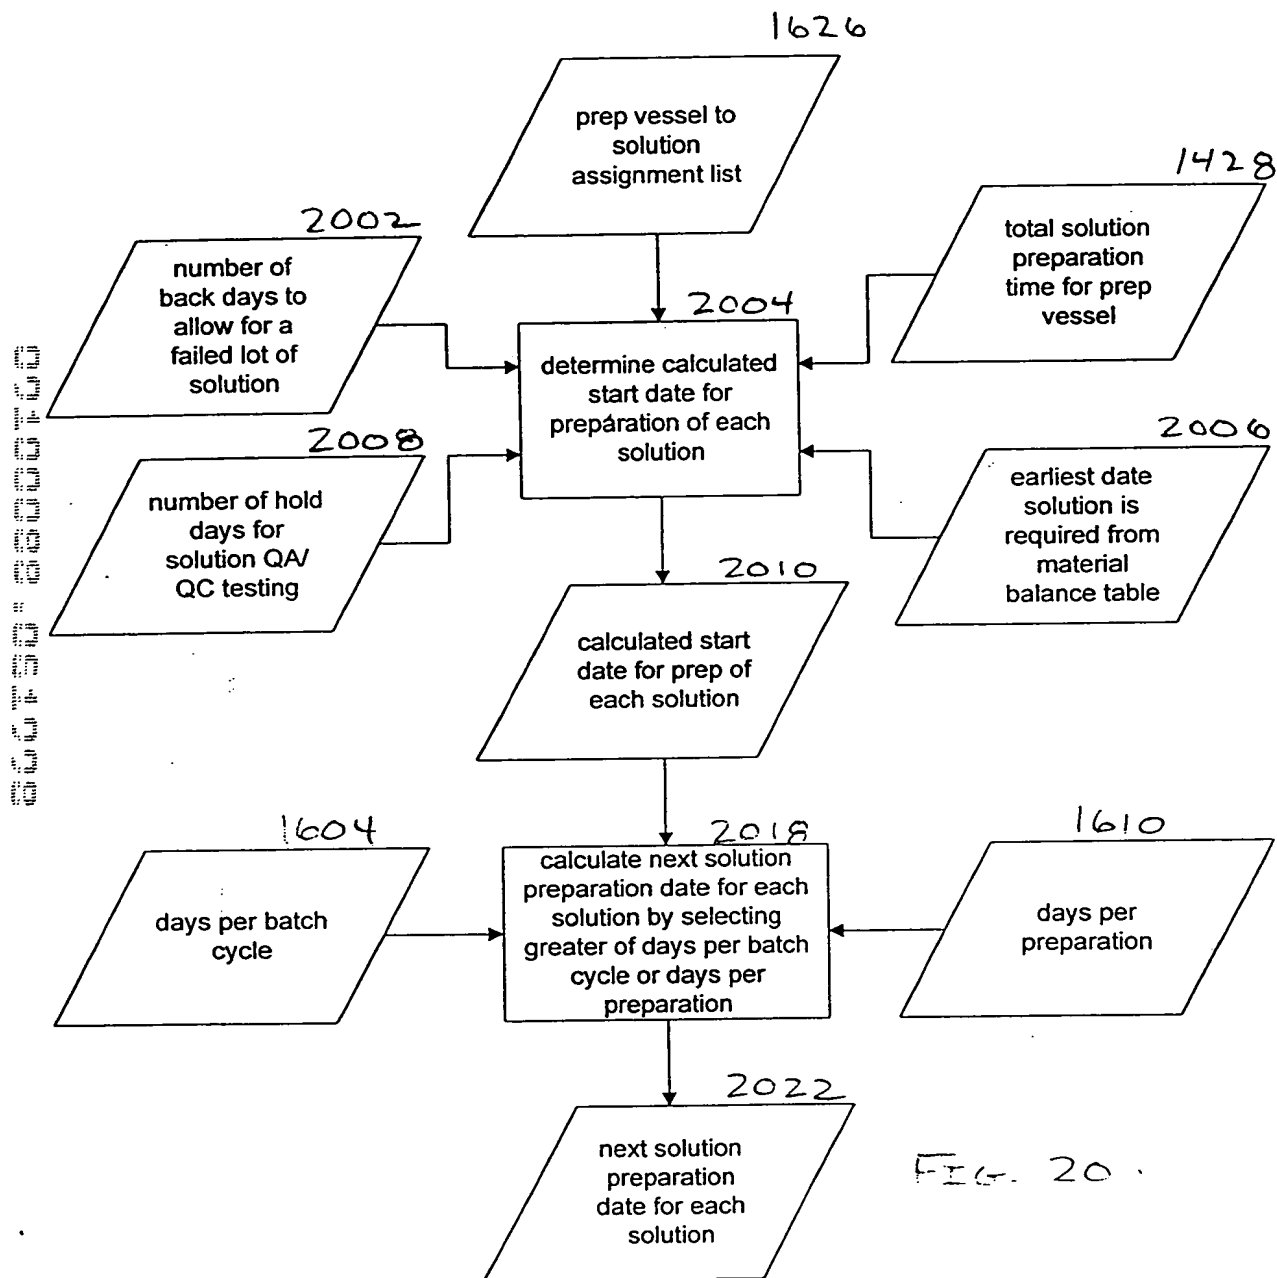 1626
prep vessel to
solution
assignment list
1428
total solution
preparation
time for prep
vessel
2002
number of
back days to
allow for a
failed lot of
solution
2004
determine calculated
start date for
preparation of each
solution
2008
number of hold
days for
solution QA/
QC testing
2006
earliest date
solution is
required from
material
balance table
2010
calculated start
date for prep of
each solution
1604
days per batch
cycle
2018
calculate next solution
preparation date for each
solution by selecting
greater of days per batch
cycle or days per
preparation
1610
days per
preparation
2022
next solution
preparation
date for each
solution
FIG. 20.